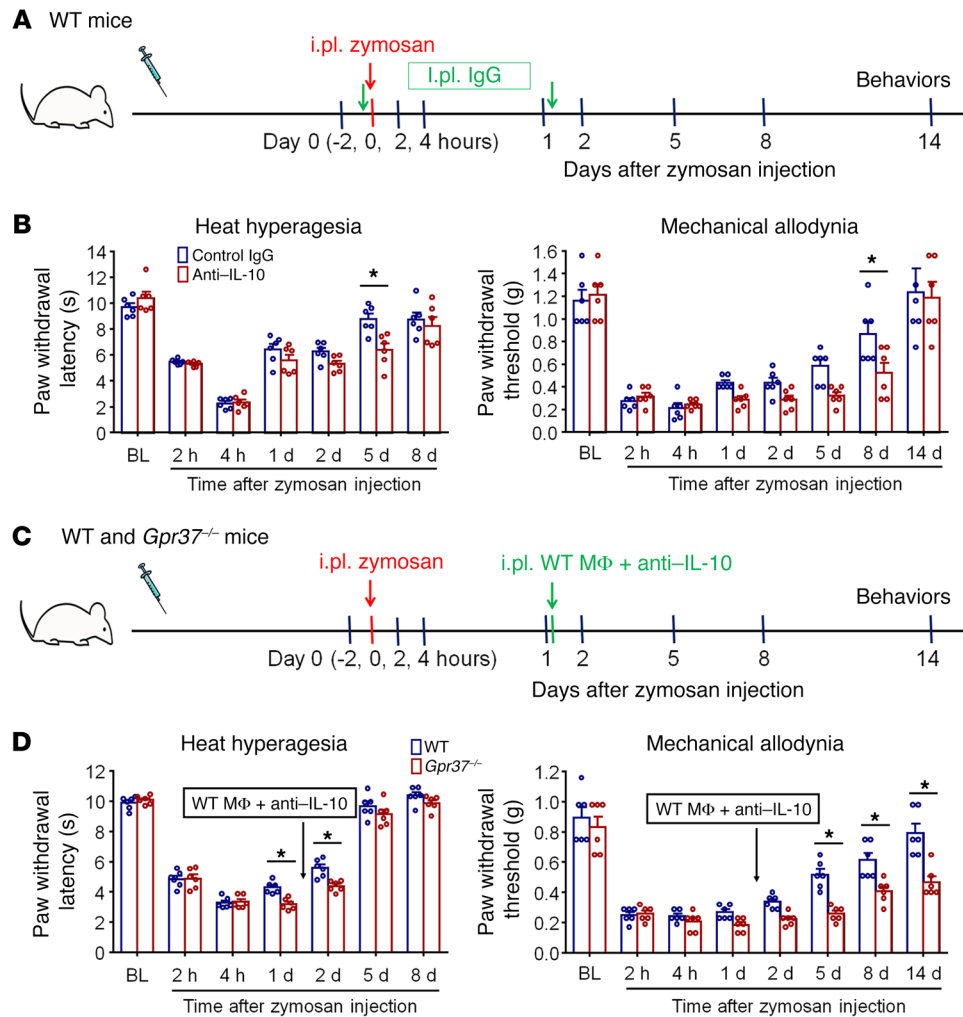 A WT mice
i.pl. zymosan
I.pl. IgG
Behaviors
Day 0 (-2, 0, 2, 4 hours) 1 2 5 8 14
Days after zymosan injection
B Heat hyperagesia Mechanical allodynia
Control IgG
Anti–IL-10
Paw withdrawal
latency (s)
14
12
10
8
6
4
2
0
*
BL 2 h 4 h 1 d 2 d 5 d 8 d
Time after zymosan injection
Paw withdrawal
threshold (g)
1.6
1.4
1.2
1.0
0.8
0.6
0.4
0.2
0.0
*
BL 2 h 4 h 1 d 2 d 5 d 8 d 14 d
Time after zymosan injection
C WT and Gpr37–/– mice
i.pl. zymosan i.pl. WT MΦ + anti–IL-10
Behaviors
Day 0 (-2, 0, 2, 4 hours) 1 2 5 8 14
Days after zymosan injection
D Heat hyperagesia Mechanical allodynia
WT
Gpr37–/–
Paw withdrawal
latency (s)
12
10
8
6
4
2
0
WT MΦ + anti–IL-10
* *
BL 2 h 4 h 1 d 2 d 5 d 8 d
Time after zymosan injection
Paw withdrawal
threshold (g)
1.2
1.0
0.8
0.6
0.4
0.2
0.0
WT MΦ + anti–IL-10
* * *
BL 2 h 4 h 1 d 2 d 5 d 8 d 14 d
Time after zymosan injection